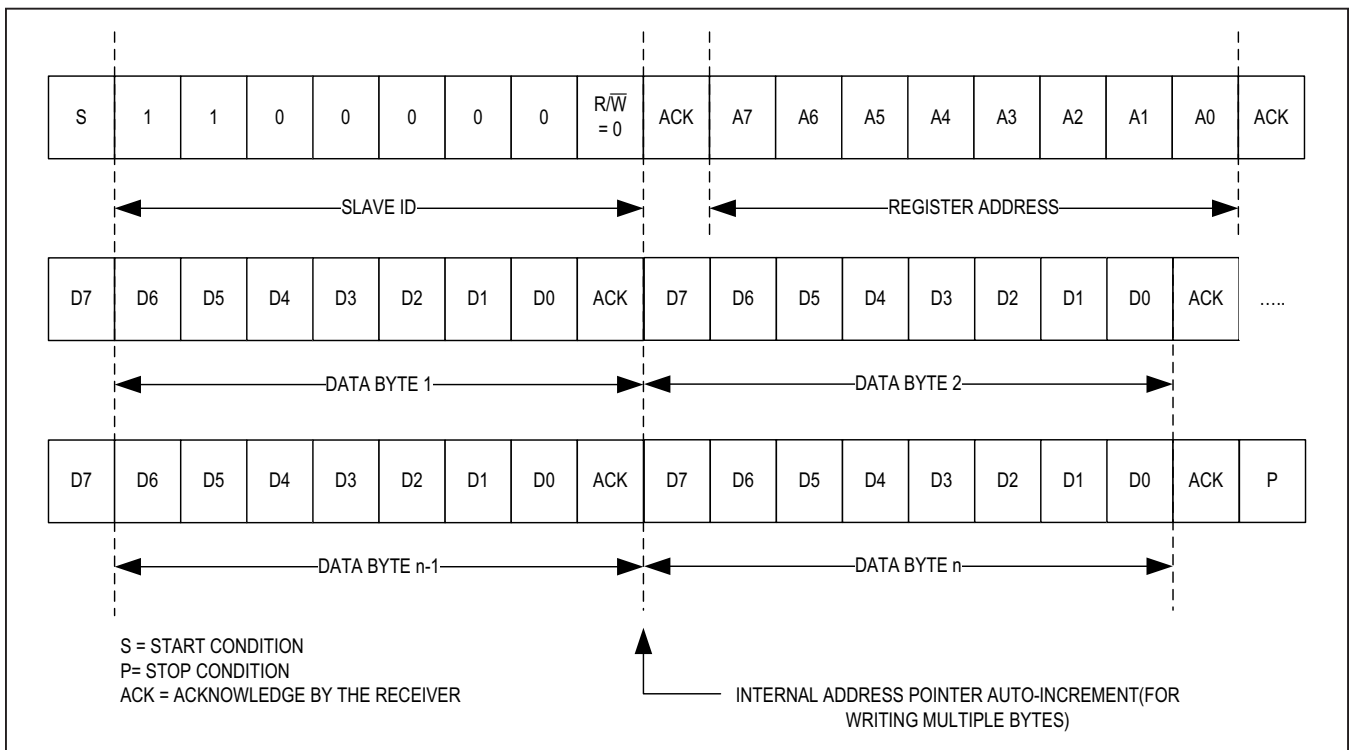 S 1 1 0 0 0 0 0 R/W̅ = 0 ACK A7 A6 A5 A4 A3 A2 A1 A0 ACK
SLAVE ID REGISTER ADDRESS
D7 D6 D5 D4 D3 D2 D1 D0 ACK D7 D6 D5 D4 D3 D2 D1 D0 ACK .....
DATA BYTE 1 DATA BYTE 2
D7 D6 D5 D4 D3 D2 D1 D0 ACK D7 D6 D5 D4 D3 D2 D1 D0 ACK P
DATA BYTE n-1 DATA BYTE n
S = START CONDITION
P= STOP CONDITION
ACK = ACKNOWLEDGE BY THE RECEIVER
INTERNAL ADDRESS POINTER AUTO-INCREMENT(FOR
WRITING MULTIPLE BYTES)